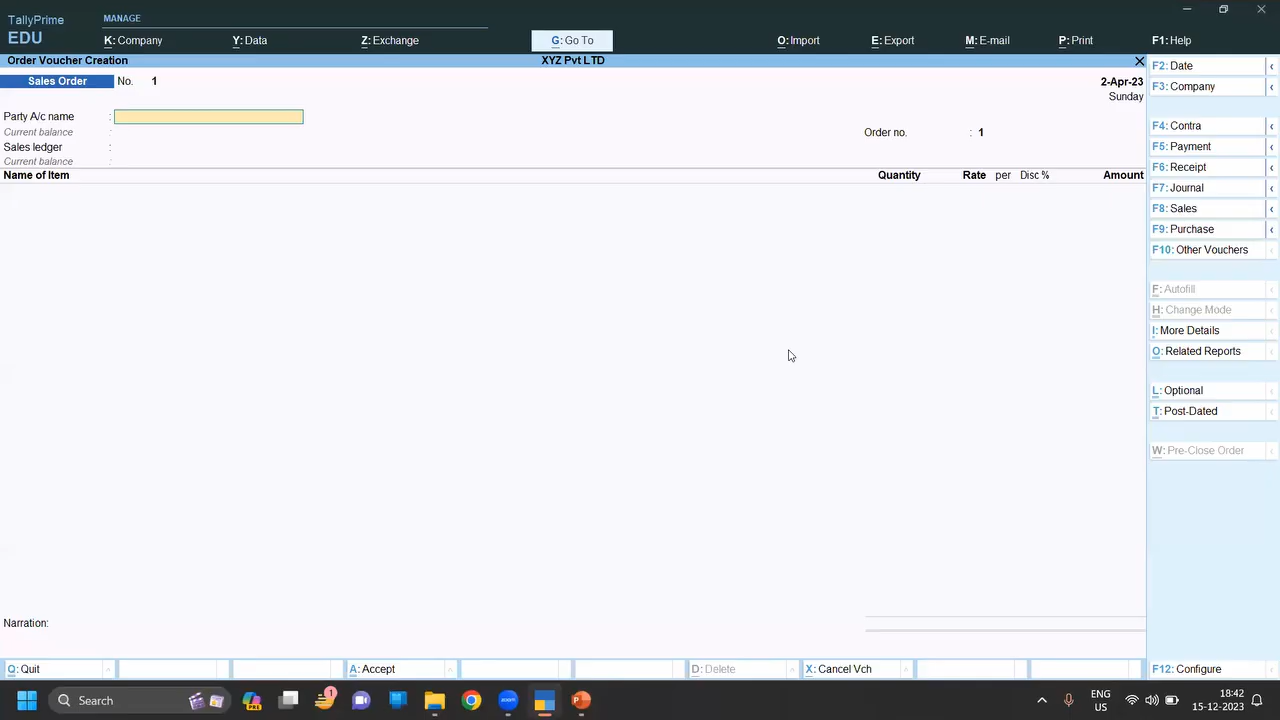 TallyPrime
EDU
MANAGE
K: Company
Y: Data
Z: Exchange
G: Go To
O: Import
E: Export
M: E-mail
P: Print
F1: Help
Order Voucher Creation
XYZ Pvt LTD
Sales Order No. 1
2-Apr-23
Sunday
Party A/c name :
Current balance :
Order no. : 1
Sales ledger :
Current balance :
Name of Item Quantity Rate per Disc % Amount
Narration:
F2: Date
F3: Company
F4: Contra
F5: Payment
F6: Receipt
F7: Journal
F8: Sales
F9: Purchase
F10: Other Vouchers
F: Autofill
H: Change Mode
I: More Details
O: Related Reports
L: Optional
T: Post-Dated
W: Pre-Close Order
Q: Quit
A: Accept
D: Delete
X: Cancel Vch
F12: Configure
Search
PRE
1
zoom
P
ENG
US
18:42
15-12-2023